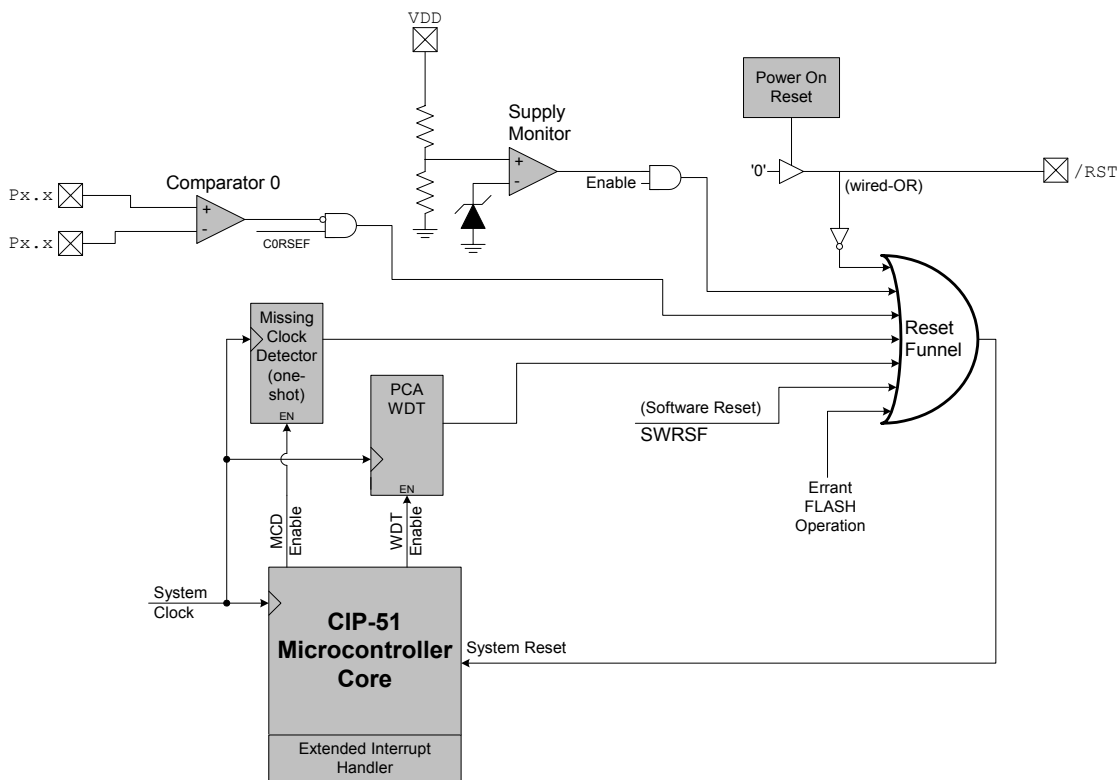 VDD
Power On
Reset
Supply
Monitor
+
-
Enable
'0'
/RST
(wired-OR)
Px.x
Px.x
Comparator 0
+
-
C0RSEF
Missing
Clock
Detector
(one-
shot)
EN
PCA
WDT
EN
Reset
Funnel
(Software Reset)
SWRSF
Errant
FLASH
Operation
MCD
Enable
WDT
Enable
System
Clock
CIP-51
Microcontroller
Core
System Reset
Extended Interrupt
Handler